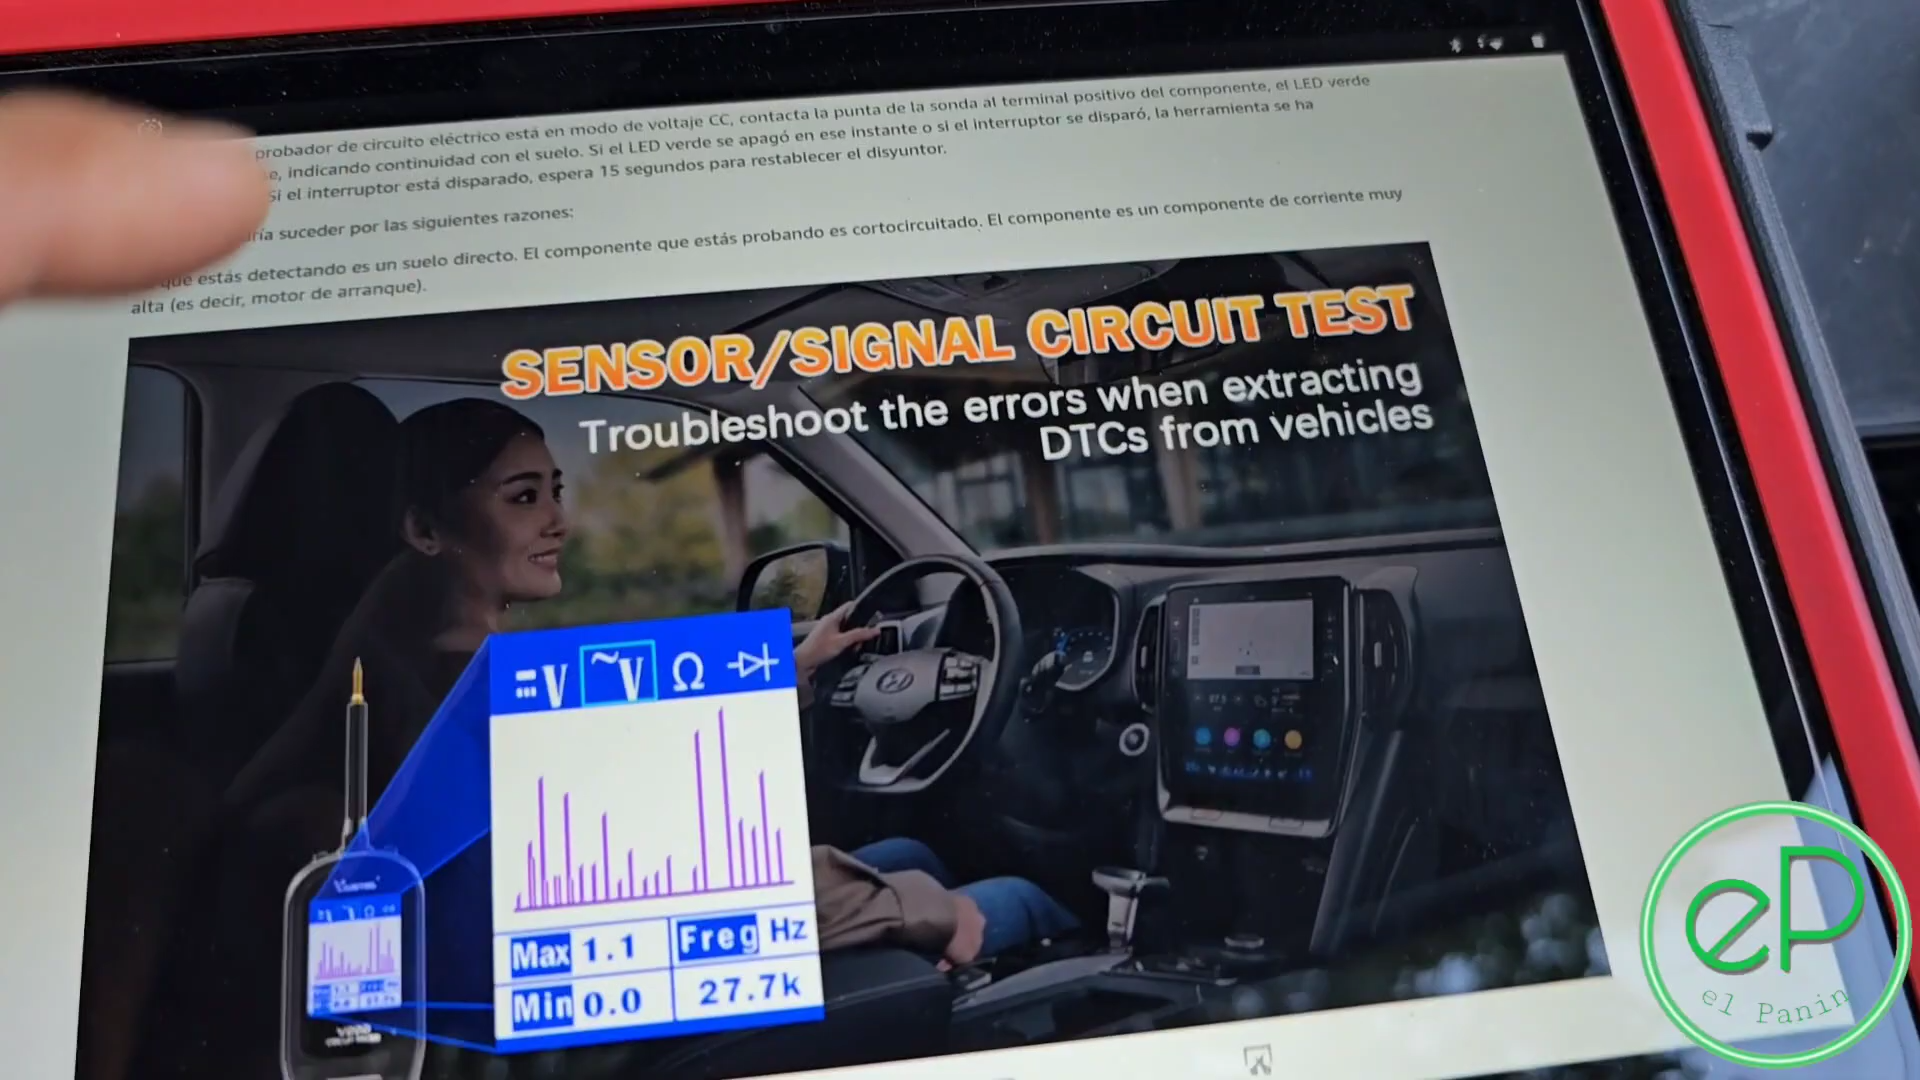 probador de circuito eléctrico está en modo de voltaje CC, contacta la punta de la sonda al terminal positivo del componente, el LED verde
e, indicando continuidad con el suelo. Si el LED verde se apagó en ese instante o si el interruptor se disparó, la herramienta se ha
Si el interruptor está disparado, espera 15 segundos para restablecer el disyuntor.
ría suceder por las siguientes razones:
que estás detectando es un suelo directo. El componente que estás probando es cortocircuitado. El componente es un componente de corriente muy
alta (es decir, motor de arranque).
SENSOR/SIGNAL CIRCUIT TEST
Troubleshoot the errors when extracting
DTCs from vehicles
V ~V Ω
Max 1.1 Freq Hz
Min 0.0 27.7k
eP
el Panin